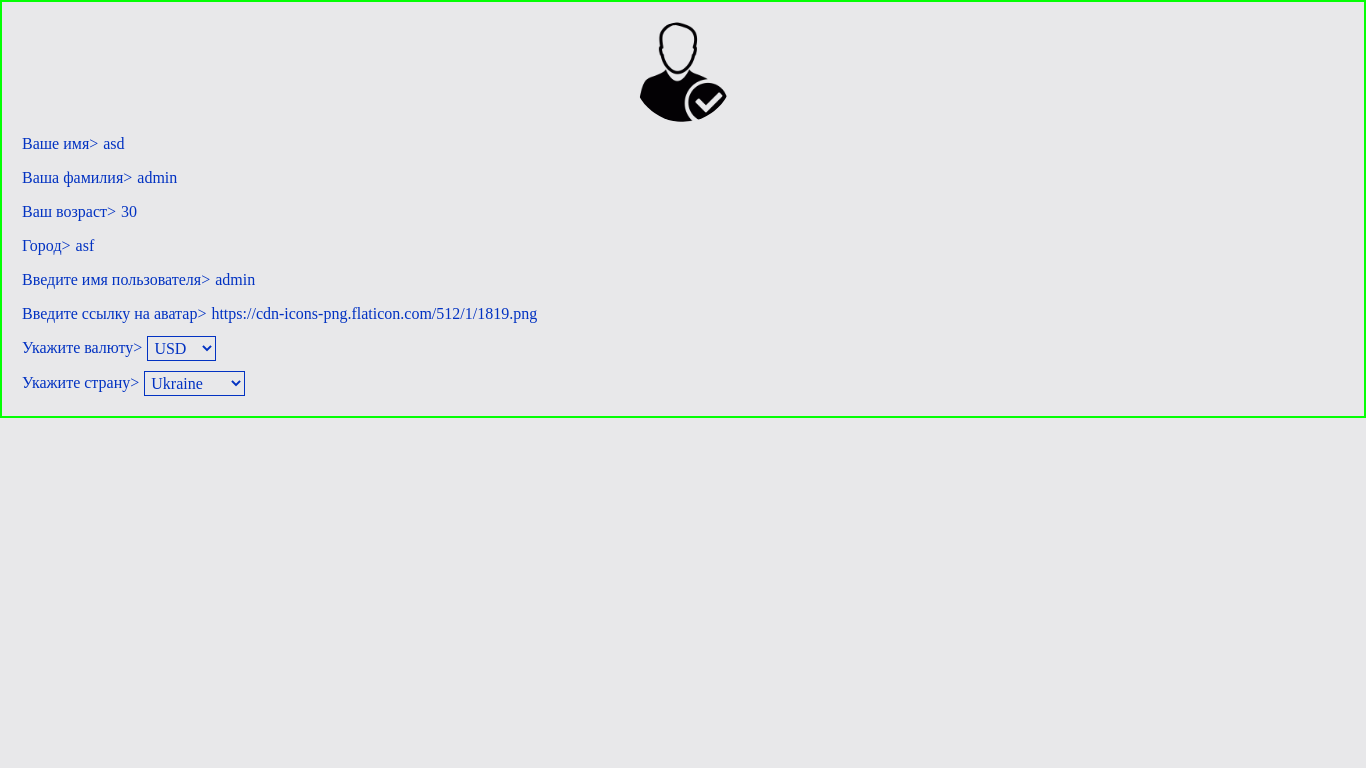 Ваше имя> asd
Ваша фамилия> admin
Ваш возраст> 30
Город> asf
Введите имя пользователя> admin
Введите ссылку на аватар> https://cdn-icons-png.flaticon.com/512/1/1819.png
Укажите валюту> USD
Укажите страну> Ukraine